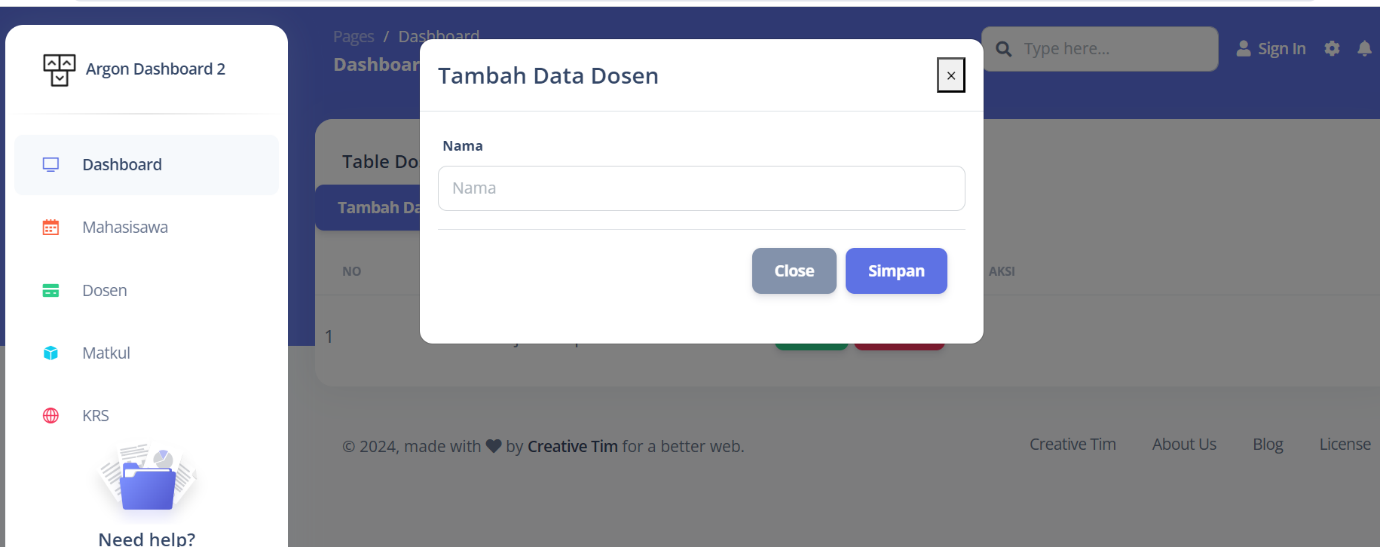 Argon Dashboard 2
Dashboard
Mahasisawa
Dosen
Matkul
KRS
Need help?
Pages / Dashboard
Dashboar
Type here...
Sign In
Tambah Data Dosen
×
Nama
Nama
Close
Simpan
Table Do
Tambah Da
NO
AKSI
1
© 2024, made with ♥ by Creative Tim for a better web.
Creative Tim
About Us
Blog
License